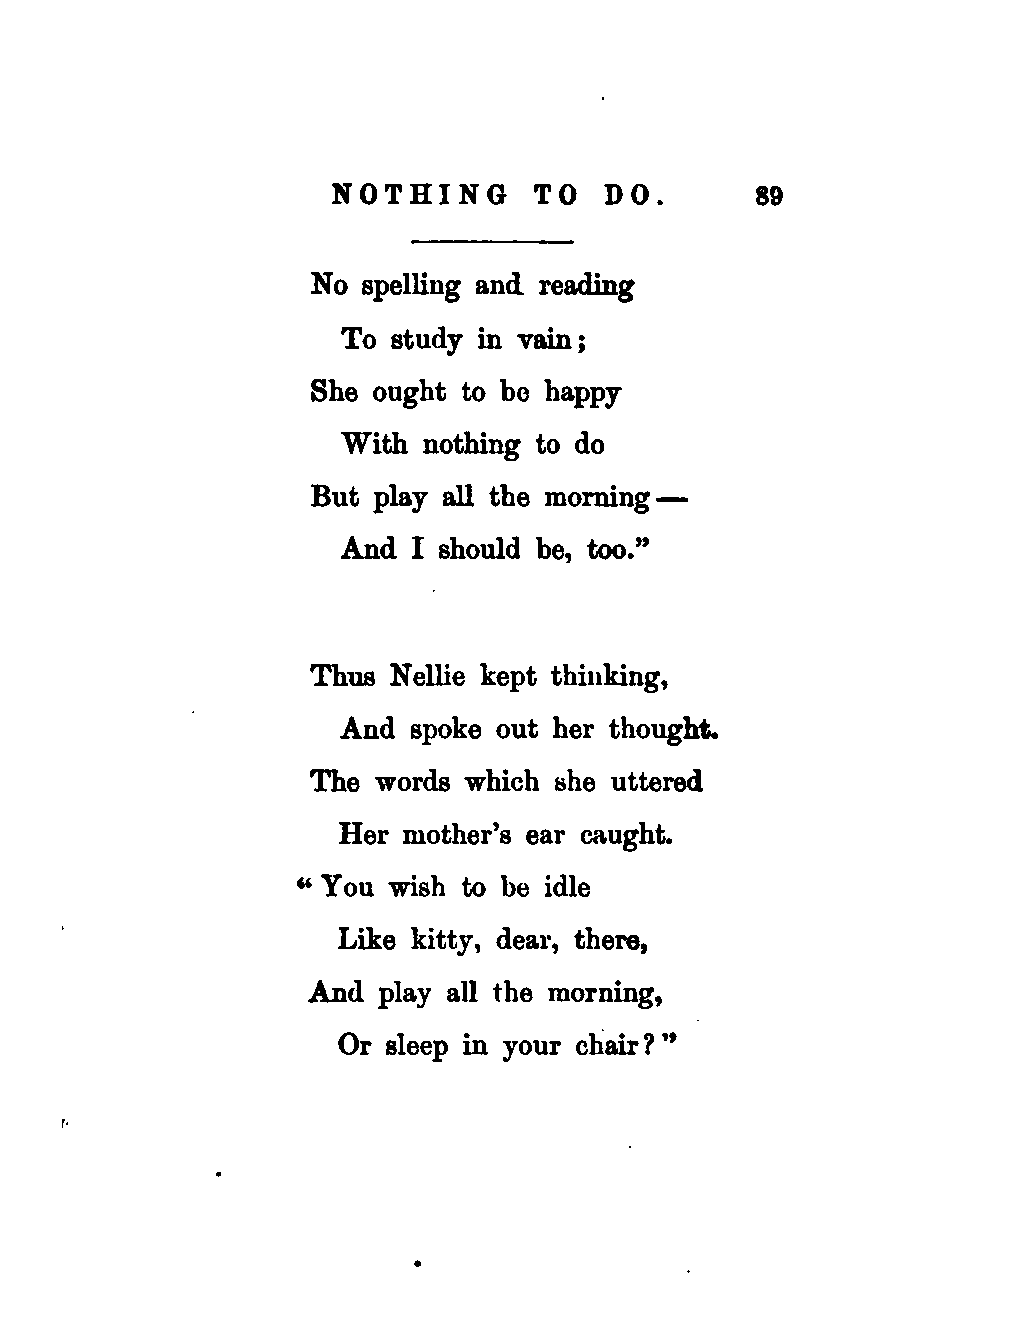 NOTHING TO DO. 89
No spelling and reading
To study in vain;
She ought to be happy
With nothing to do
But play all the morning—
And I should be, too.”
Thus Nellie kept thinking,
And spoke out her thought.
The words which she uttered
Her mother's ear caught.
“You wish to be idle
Like kitty, dear, there,
And play all the morning,
Or sleep in your chair?”